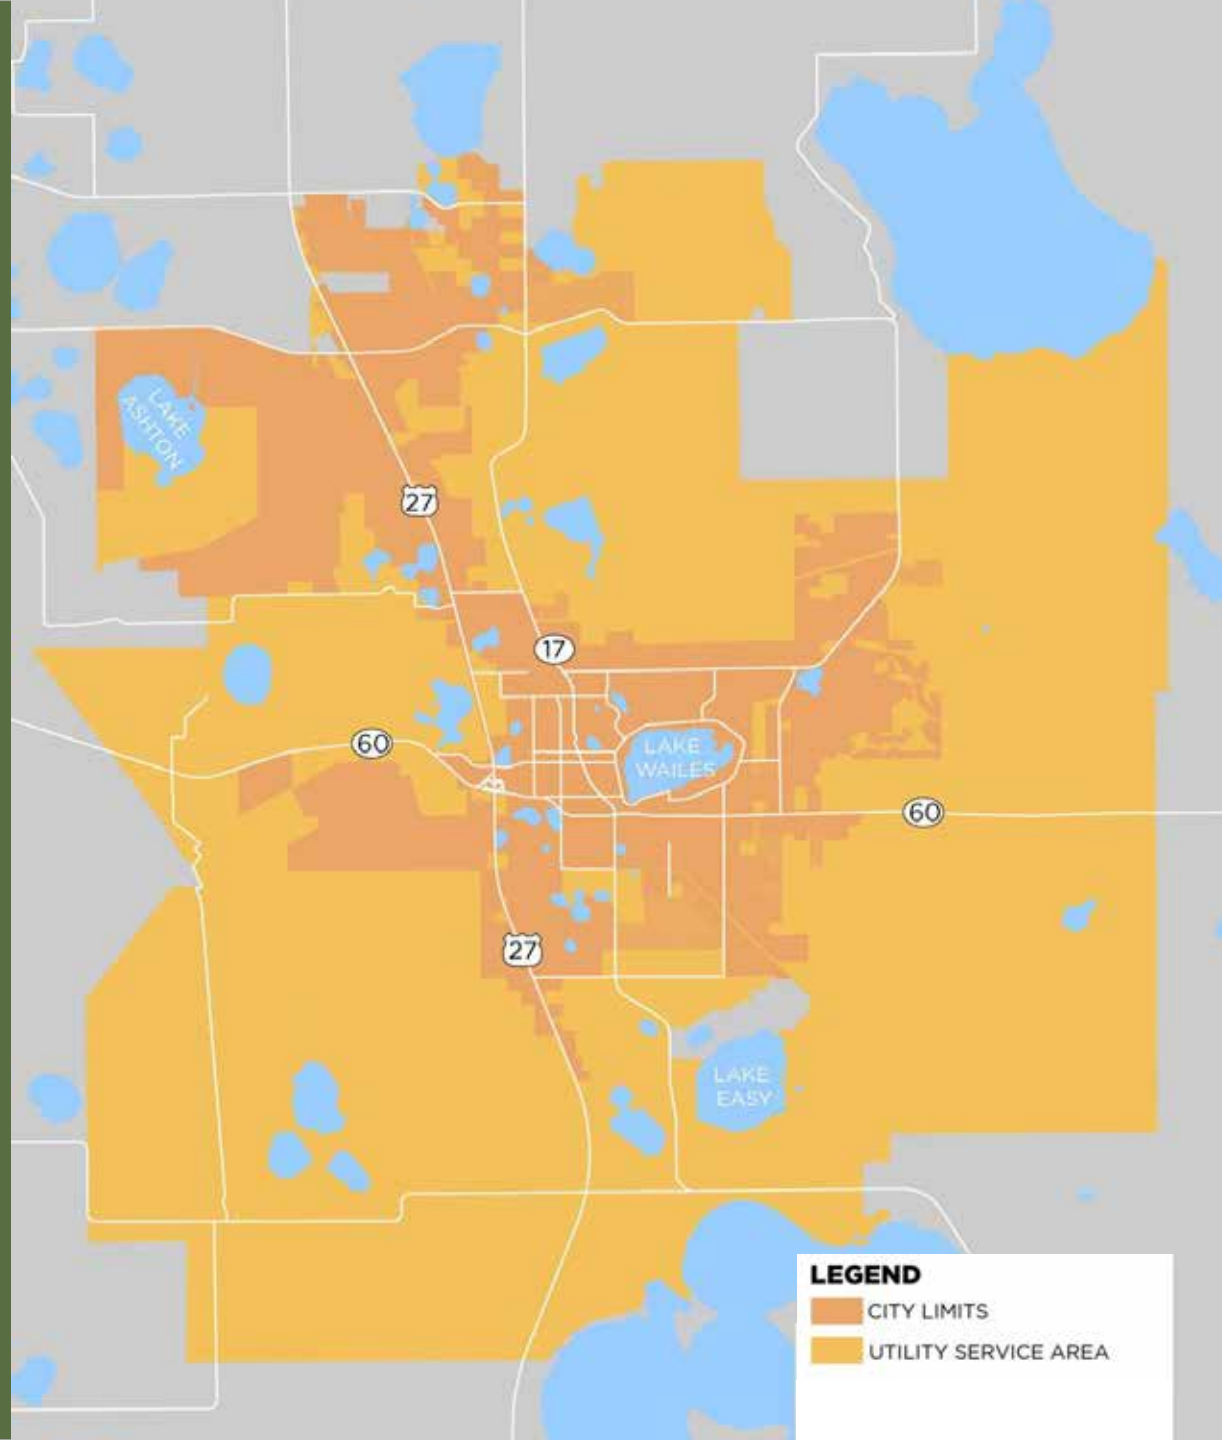 LAKE
ASHTON
27
17
60
LAKE
WAILES
60
27
LAKE
EASY
LEGEND
CITY LIMITS
UTILITY SERVICE AREA